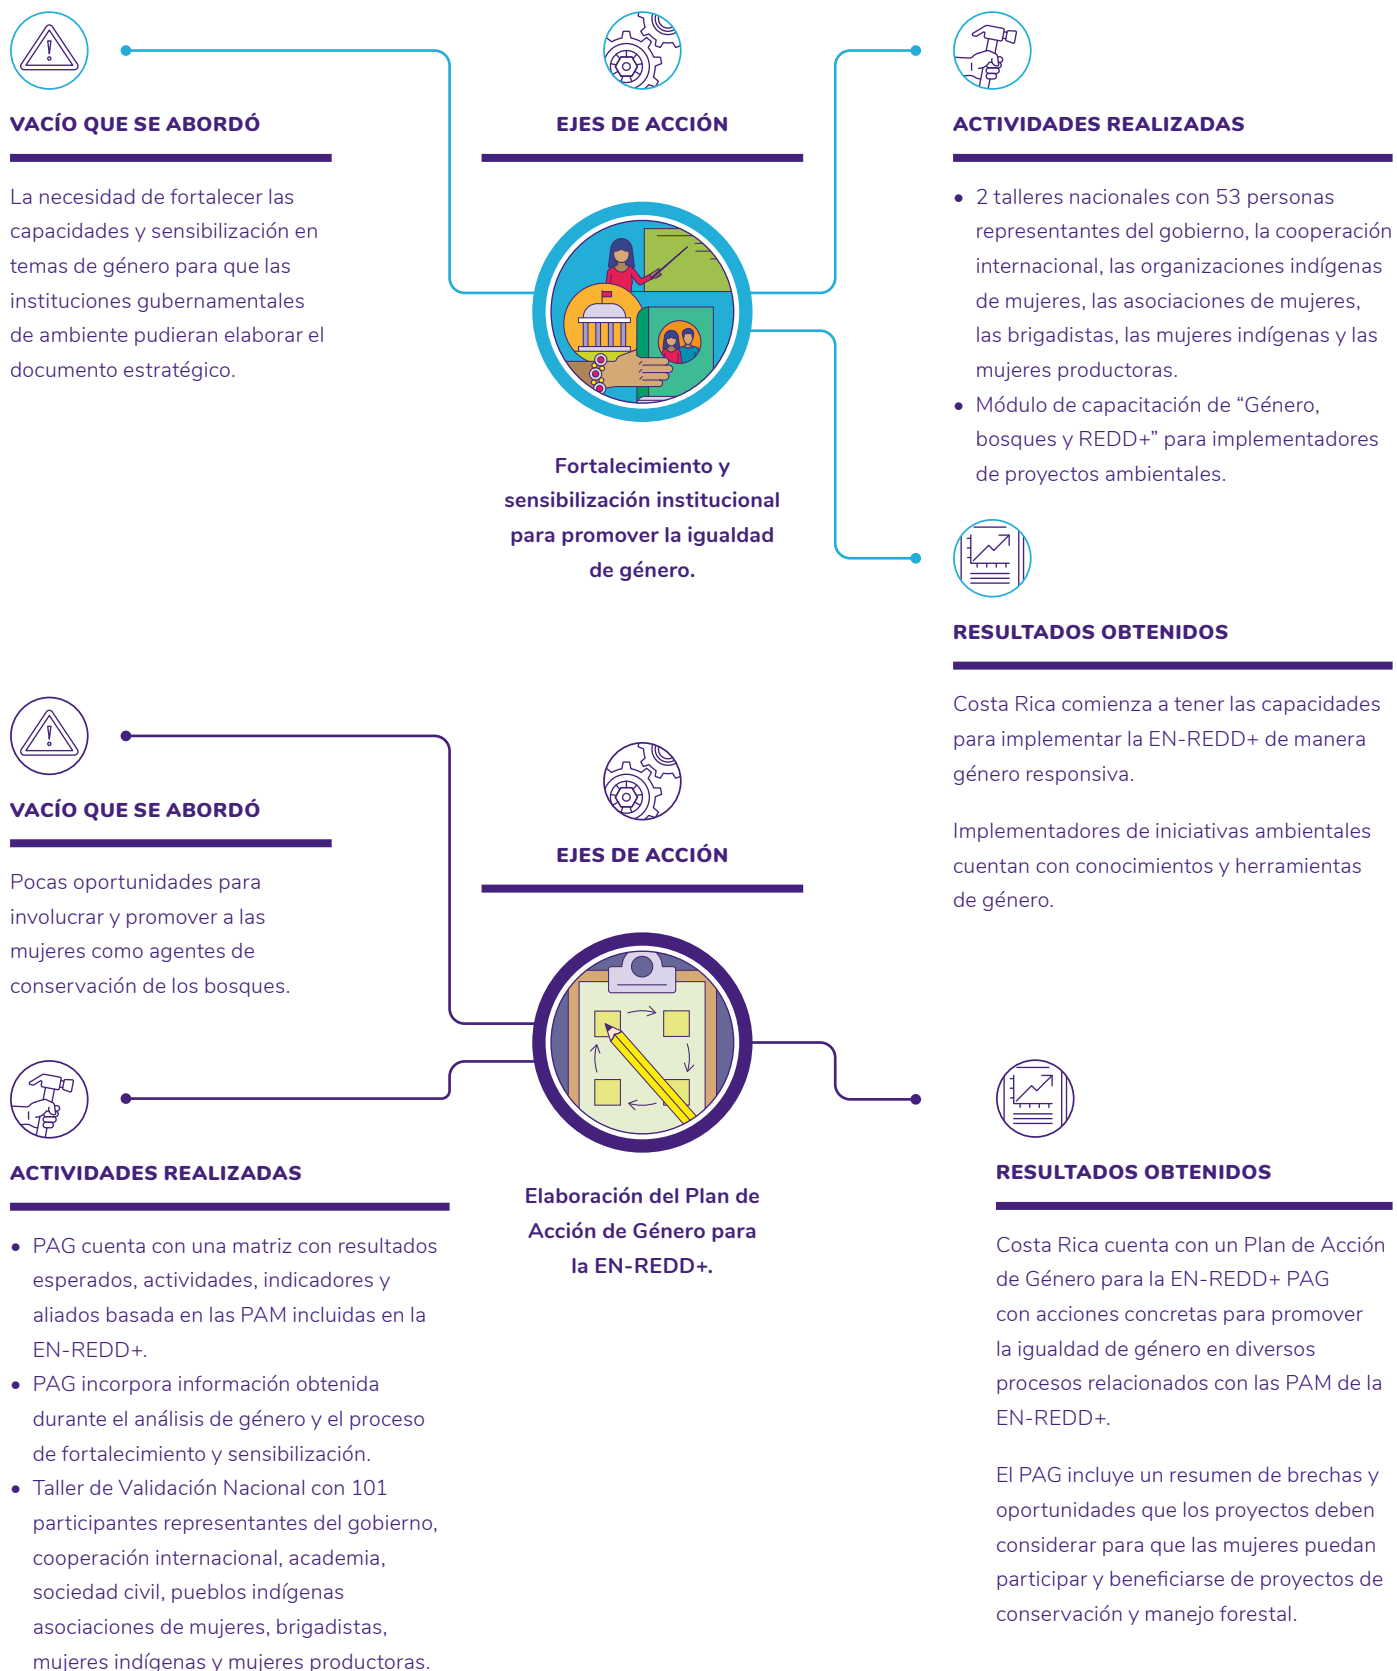 VACÍO QUE SE ABORDÓ
La necesidad de fortalecer las
capacidades y sensibilización en
temas de género para que las
instituciones gubernamentales
de ambiente pudieran elaborar el
documento estratégico.
EJES DE ACCIÓN
Fortalecimiento y
sensibilización institucional
para promover la igualdad
de género.
ACTIVIDADES REALIZADAS
• 2 talleres nacionales con 53 personas
representantes del gobierno, la cooperación
internacional, las organizaciones indígenas
de mujeres, las asociaciones de mujeres,
las brigadistas, las mujeres indígenas y las
mujeres productoras.
• Módulo de capacitación de “Género,
bosques y REDD+” para implementadores
de proyectos ambientales.
RESULTADOS OBTENIDOS
Costa Rica comienza a tener las capacidades
para implementar la EN-REDD+ de manera
género responsiva.
Implementadores de iniciativas ambientales
cuentan con conocimientos y herramientas
de género.
VACÍO QUE SE ABORDÓ
Pocas oportunidades para
involucrar y promover a las
mujeres como agentes de
conservación de los bosques.
EJES DE ACCIÓN
Elaboración del Plan de
Acción de Género para
la EN-REDD+.
ACTIVIDADES REALIZADAS
• PAG cuenta con una matriz con resultados
esperados, actividades, indicadores y
aliados basada en las PAM incluidas en la
EN-REDD+.
• PAG incorpora información obtenida
durante el análisis de género y el proceso
de fortalecimiento y sensibilización.
• Taller de Validación Nacional con 101
participantes representantes del gobierno,
cooperación internacional, academia,
sociedad civil, pueblos indígenas
asociaciones de mujeres, brigadistas,
mujeres indígenas y mujeres productoras.
RESULTADOS OBTENIDOS
Costa Rica cuenta con un Plan de Acción
de Género para la EN-REDD+ PAG
con acciones concretas para promover
la igualdad de género en diversos
procesos relacionados con las PAM de la
EN-REDD+.
El PAG incluye un resumen de brechas y
oportunidades que los proyectos deben
considerar para que las mujeres puedan
participar y beneficiarse de proyectos de
conservación y manejo forestal.